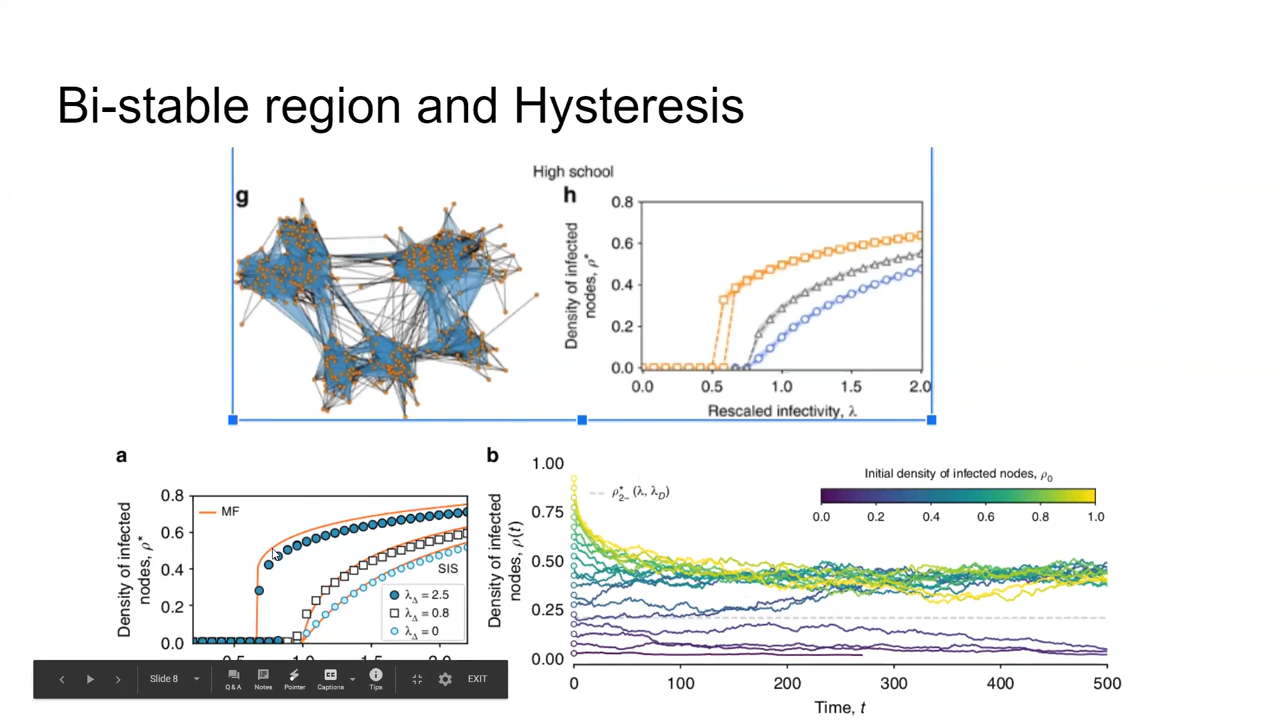 Bi-stable region and Hysteresis
High school
g
h
Density of infected
nodes, ρ*
0.8
0.6
0.4
0.2
0.0
0.0 0.5 1.0 1.5 2.0
Rescaled infectivity, λ
a
Density of infected
nodes, ρ*
0.8
0.6
0.4
0.2
0.0
MF
SIS
λΔ = 2.5
λΔ = 0.8
λΔ = 0
b
Density of infected
nodes, ρ(t)
1.00
0.75
0.50
0.25
0.00
ρ*2− (λ, λD)
Initial density of infected nodes, ρ0
0.0 0.2 0.4 0.6 0.8 1.0
0 100 200 300 400 500
Time, t
Slide 8
Q & A
Notes
Pointer
Captions
Tips
EXIT